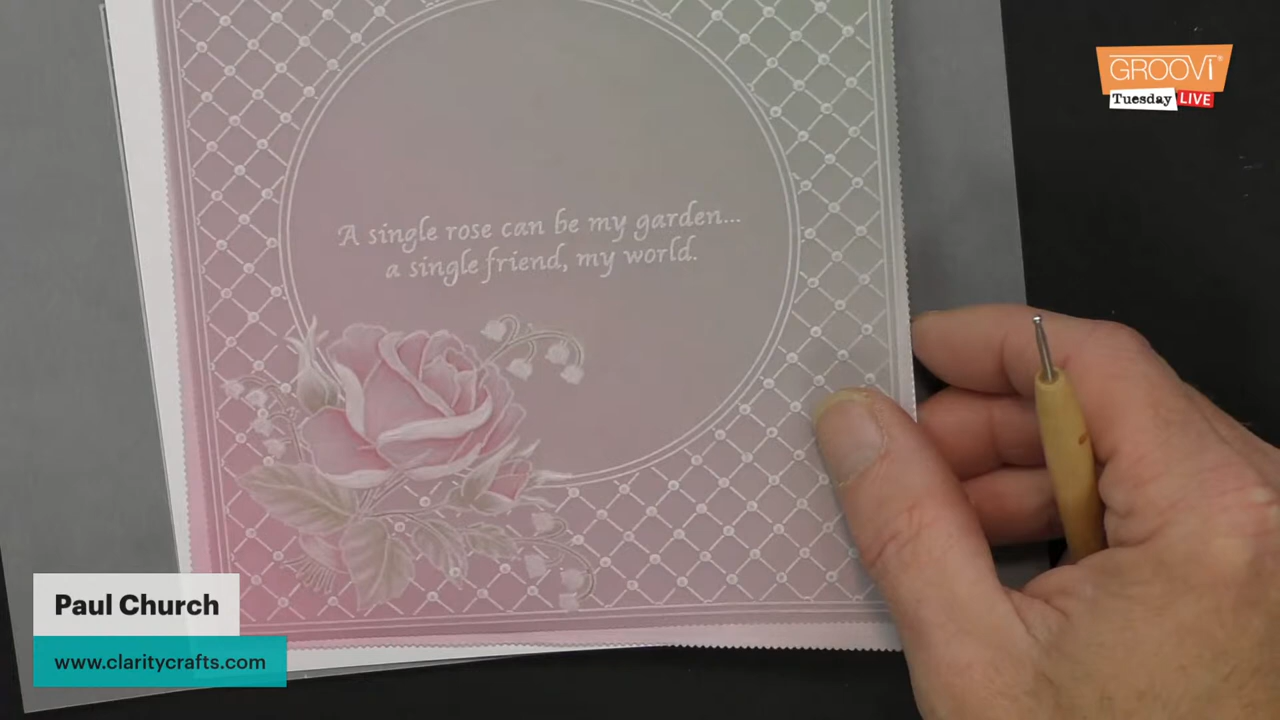 GROOVI
Tuesday LIVE
A single rose can be my garden...
a single friend, my world.
Paul Church
www.claritycrafts.com